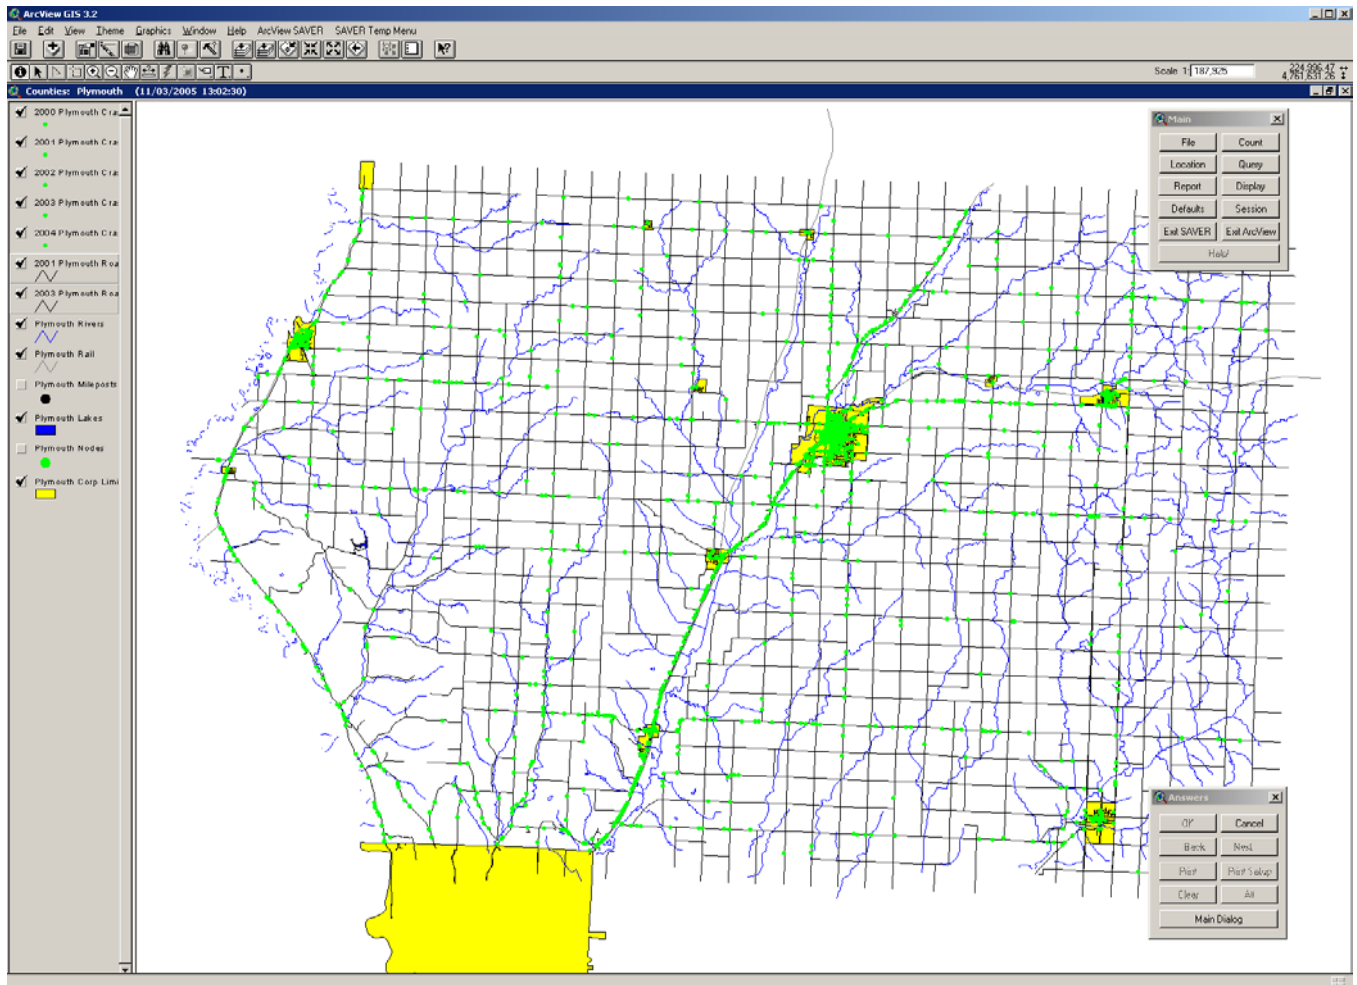 ArcView GIS 3.2
File Edit View Theme Graphics Window Help ArcView SAVER SAVER Temp Menu
Scale 1: 187,925
224,996.47
4,761,631.26
Counties: Plymouth (11/03/2005 13:02:30)
2000 Plymouth Cra
2001 Plymouth Cra
2002 Plymouth Cra
2003 Plymouth Cra
2004 Plymouth Cra
2001 Plymouth Roa
2003 Plymouth Roa
Plymouth Rivers
Plymouth Rail
Plymouth Mileposts
Plymouth Lakes
Plymouth Nodes
Plymouth Corp Limi
Main
File Count
Location Query
Report Display
Defaults Session
Exit SAVER Exit ArcView
Help
Answers
OK Cancel
Back Next
Print Print Setup
Clear All
Main Dialog